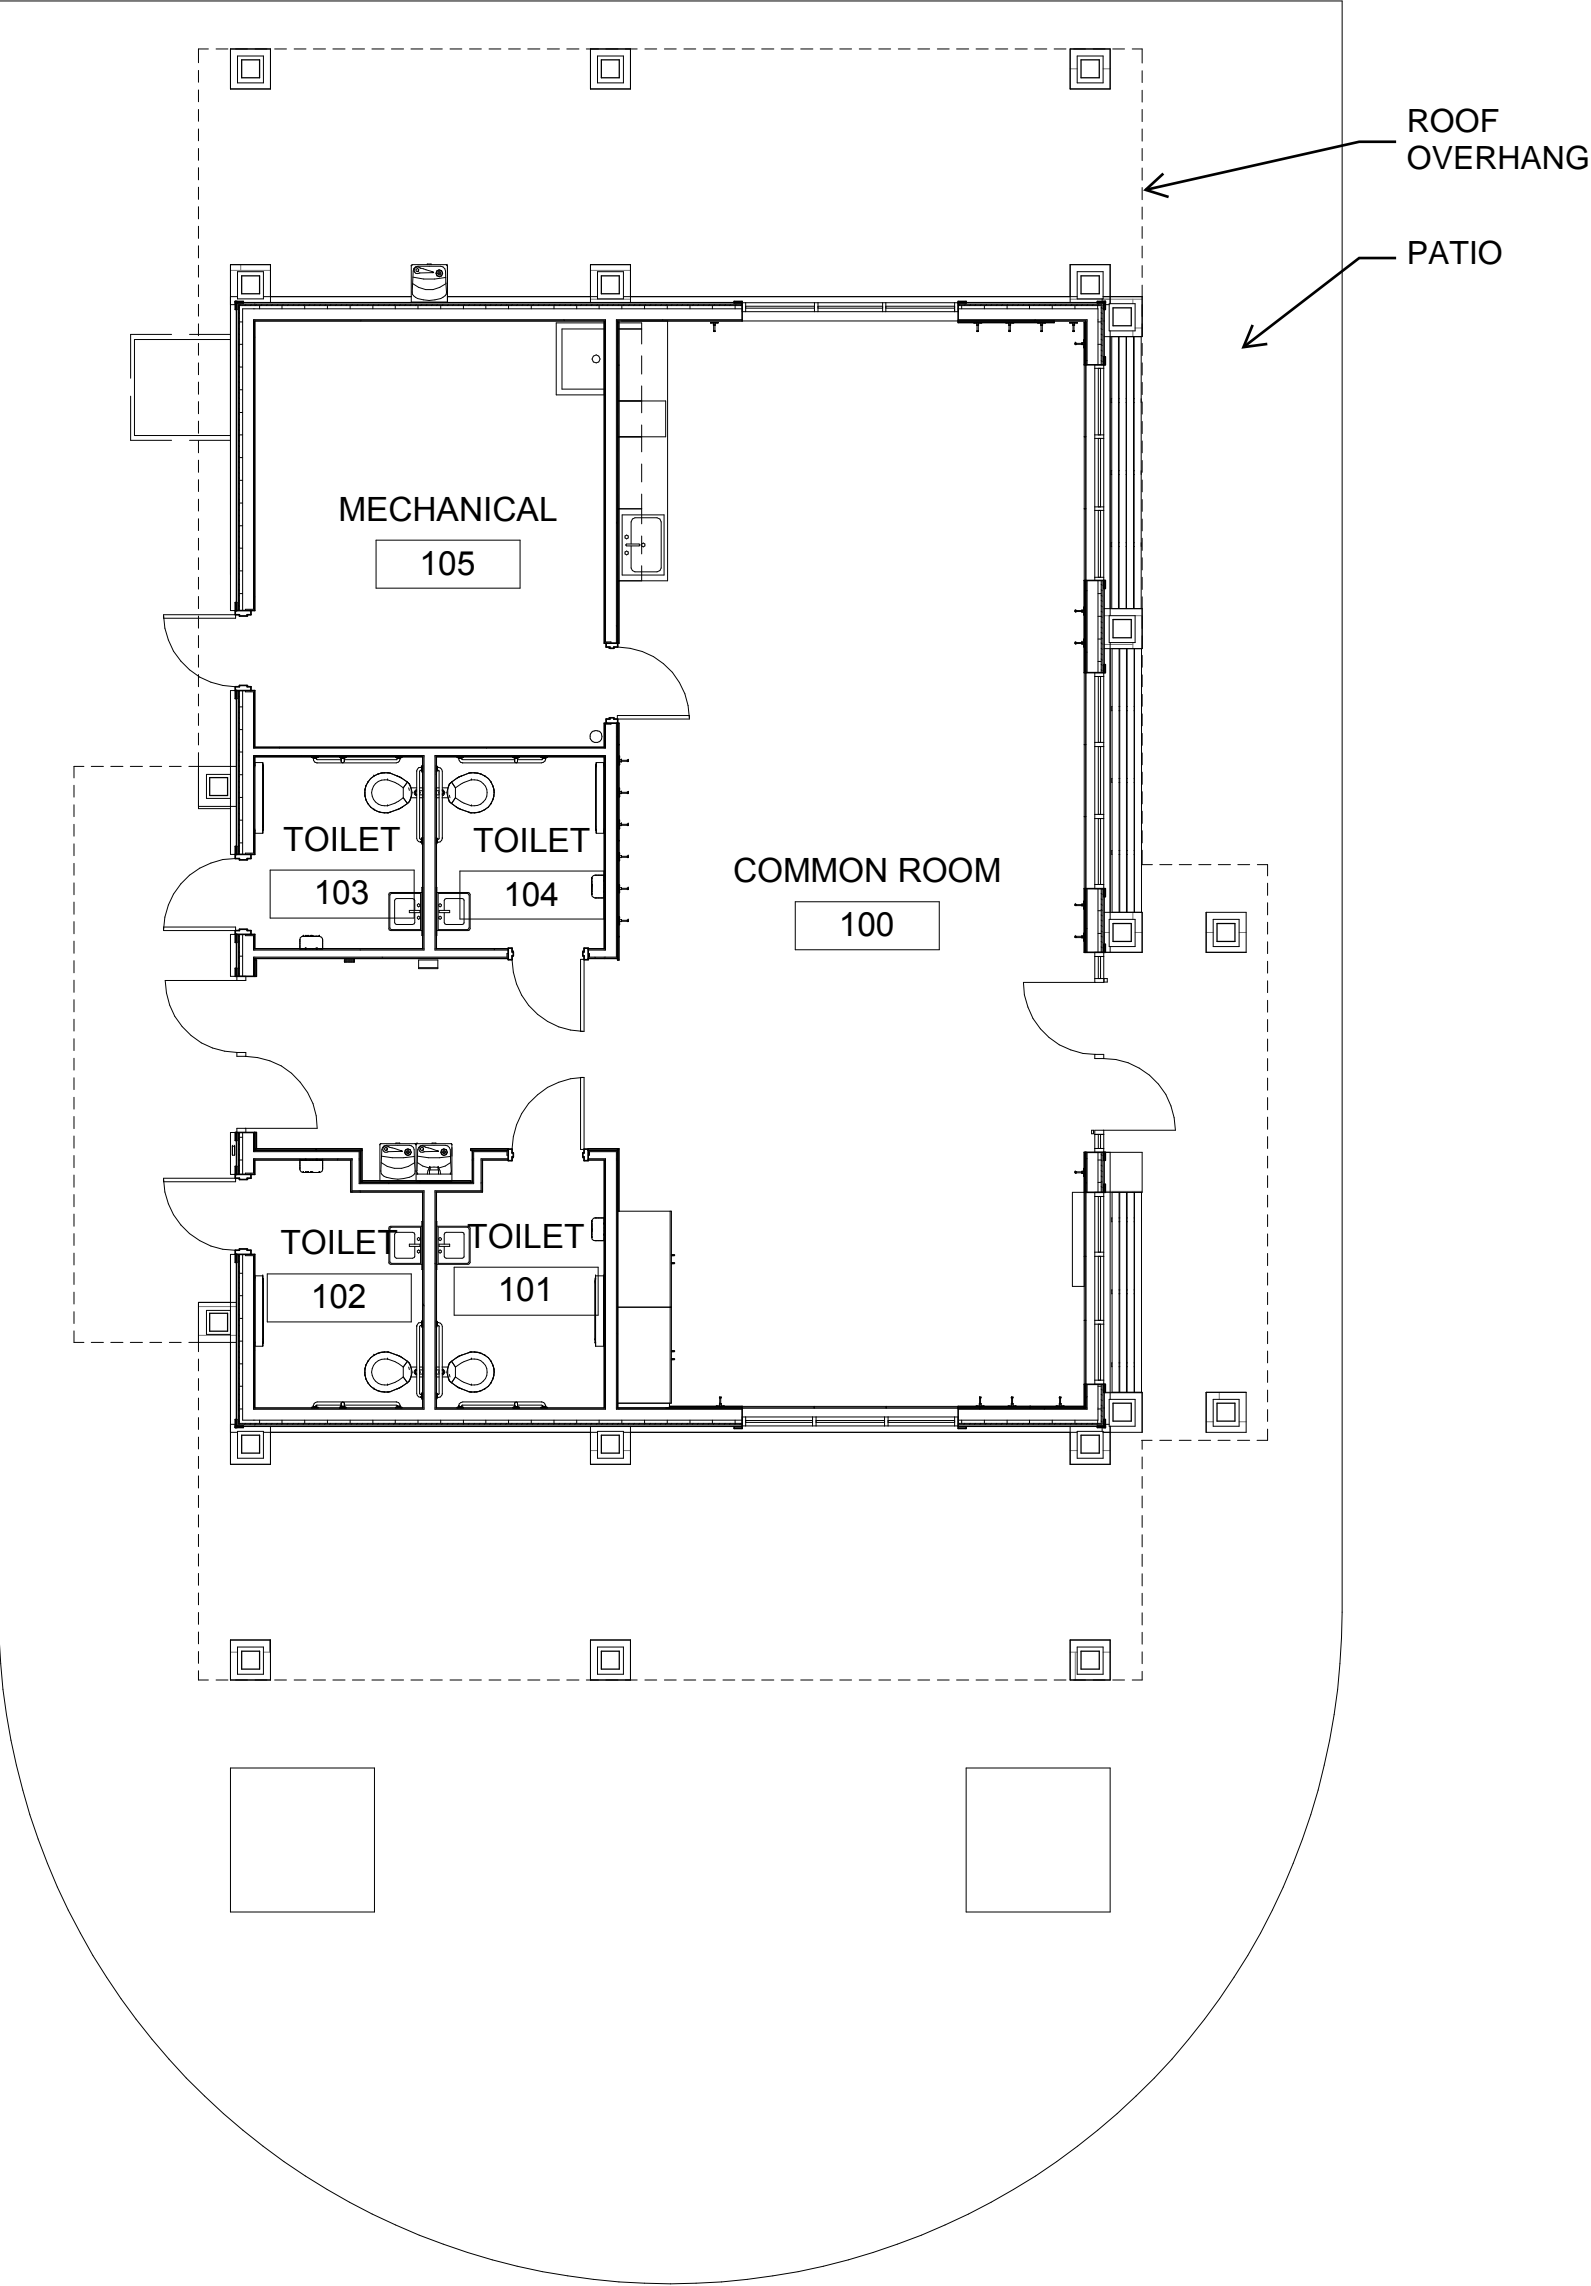 ROOF
OVERHANG
PATIO
MECHANICAL
105
TOILET
103
TOILET
104
COMMON ROOM
100
TOILET
102
TOILET
101